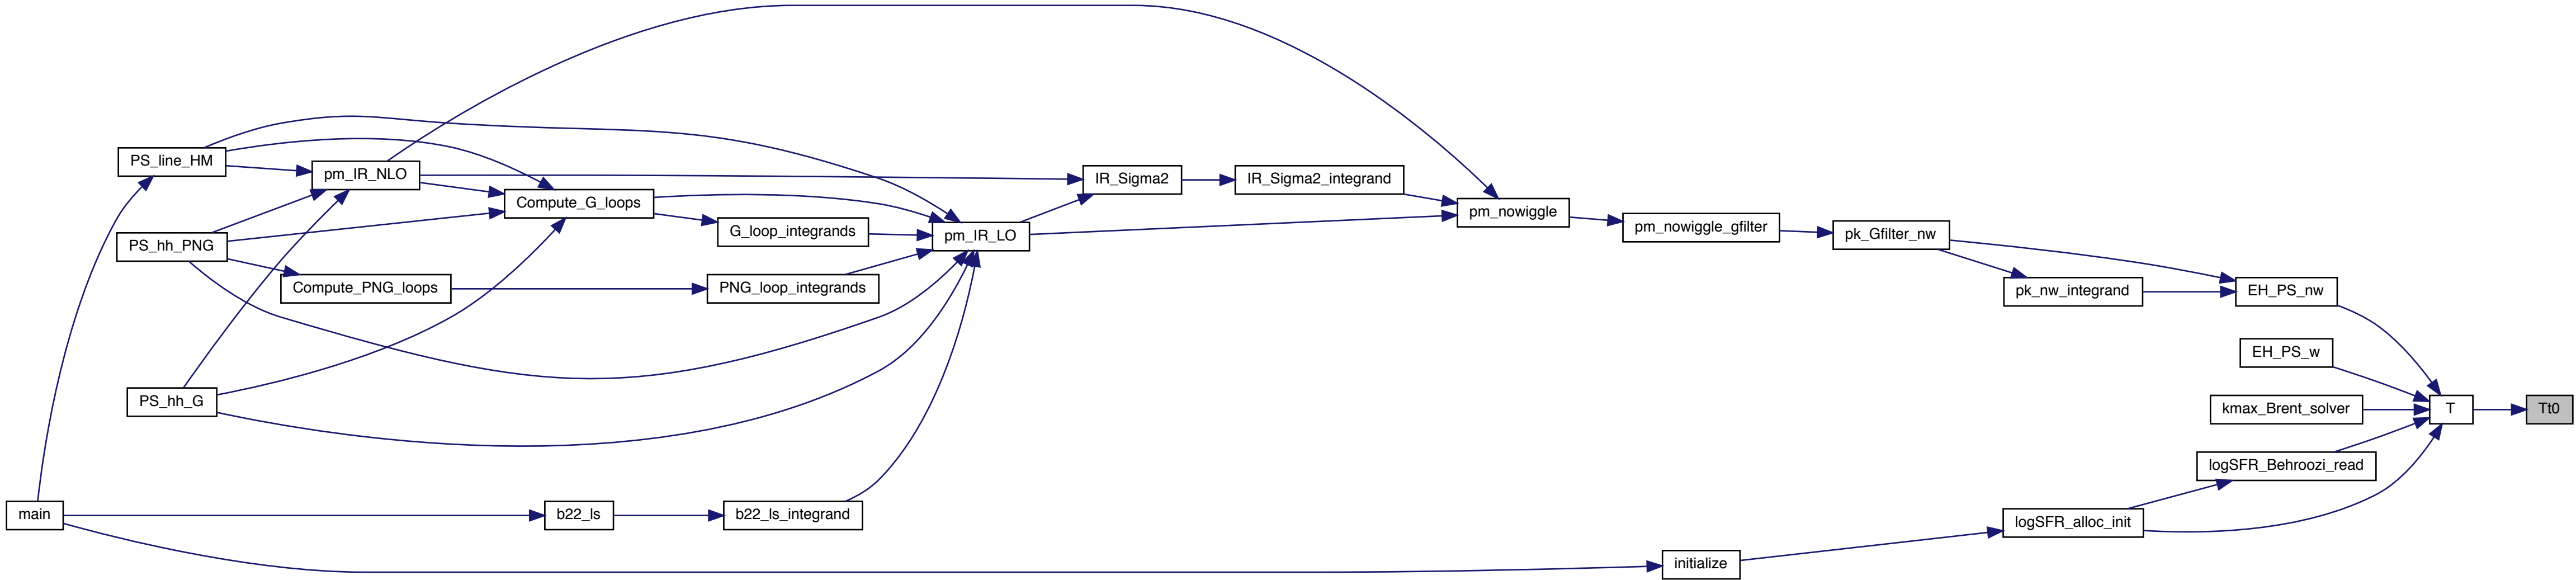 PS_line_HM
pm_IR_NLO
IR_Sigma2
IR_Sigma2_integrand
Compute_G_loops
pm_nowiggle
G_loop_integrands
pm_nowiggle_gfilter
pm_IR_LO
pk_Gfilter_nw
PS_hh_PNG
Compute_PNG_loops
PNG_loop_integrands
pk_nw_integrand
EH_PS_nw
EH_PS_w
PS_hh_G
kmax_Brent_solver
T
Tt0
logSFR_Behroozi_read
main
b22_ls
b22_ls_integrand
logSFR_alloc_init
initialize